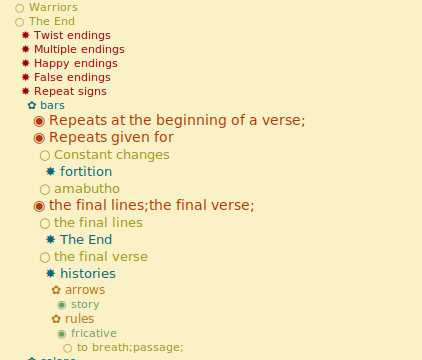 Warriors
The End
Twist endings
Multiple endings
Happy endings
False endings
Repeat signs
bars
Repeats at the beginning of a verse;
Repeats given for
Constant changes
fortition
amabutho
the final lines;the final verse;
the final lines
The End
the final verse
histories
arrows
story
rules
fricative
to breath;passage;